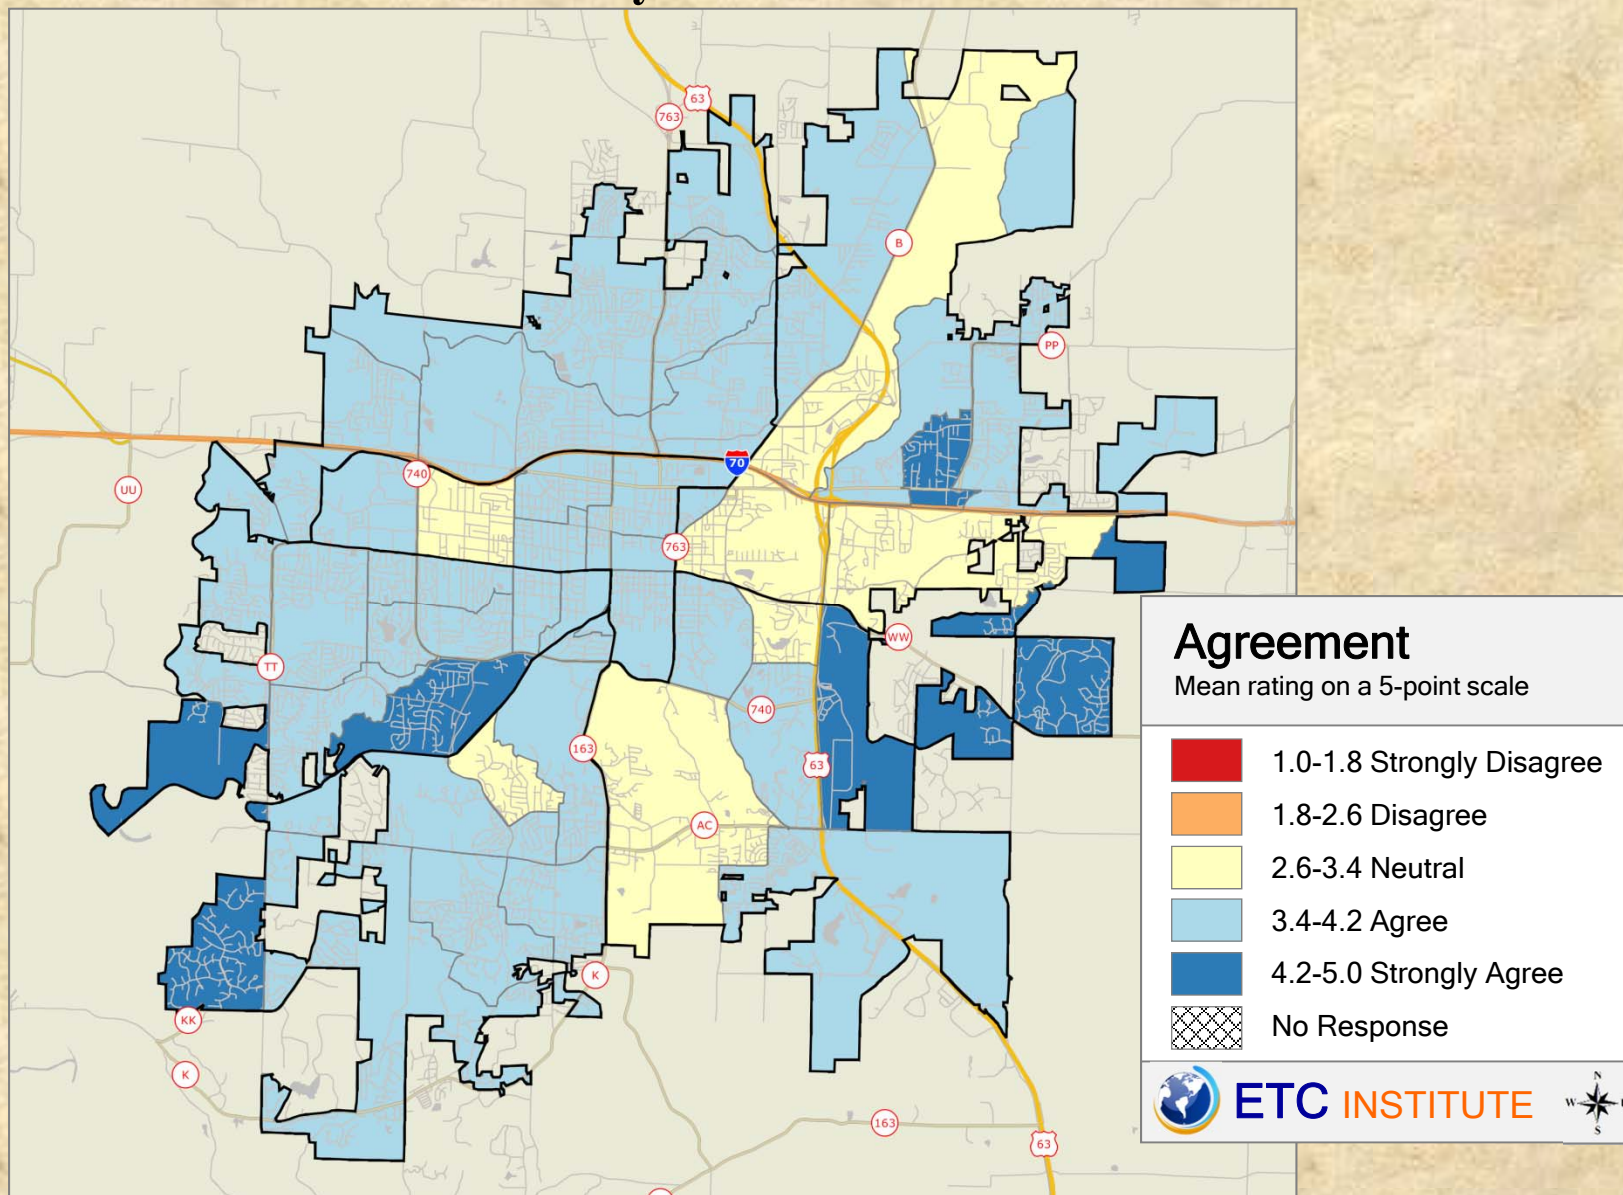 63
763
B
PP
70
740
UU
763
WW
TT
740
163
63
AC
K
KK
K
163
63
Agreement
Mean rating on a 5-point scale
1.0-1.8 Strongly Disagree
1.8-2.6 Disagree
2.6-3.4 Neutral
3.4-4.2 Agree
4.2-5.0 Strongly Agree
No Response
ETC INSTITUTE
N
W
S